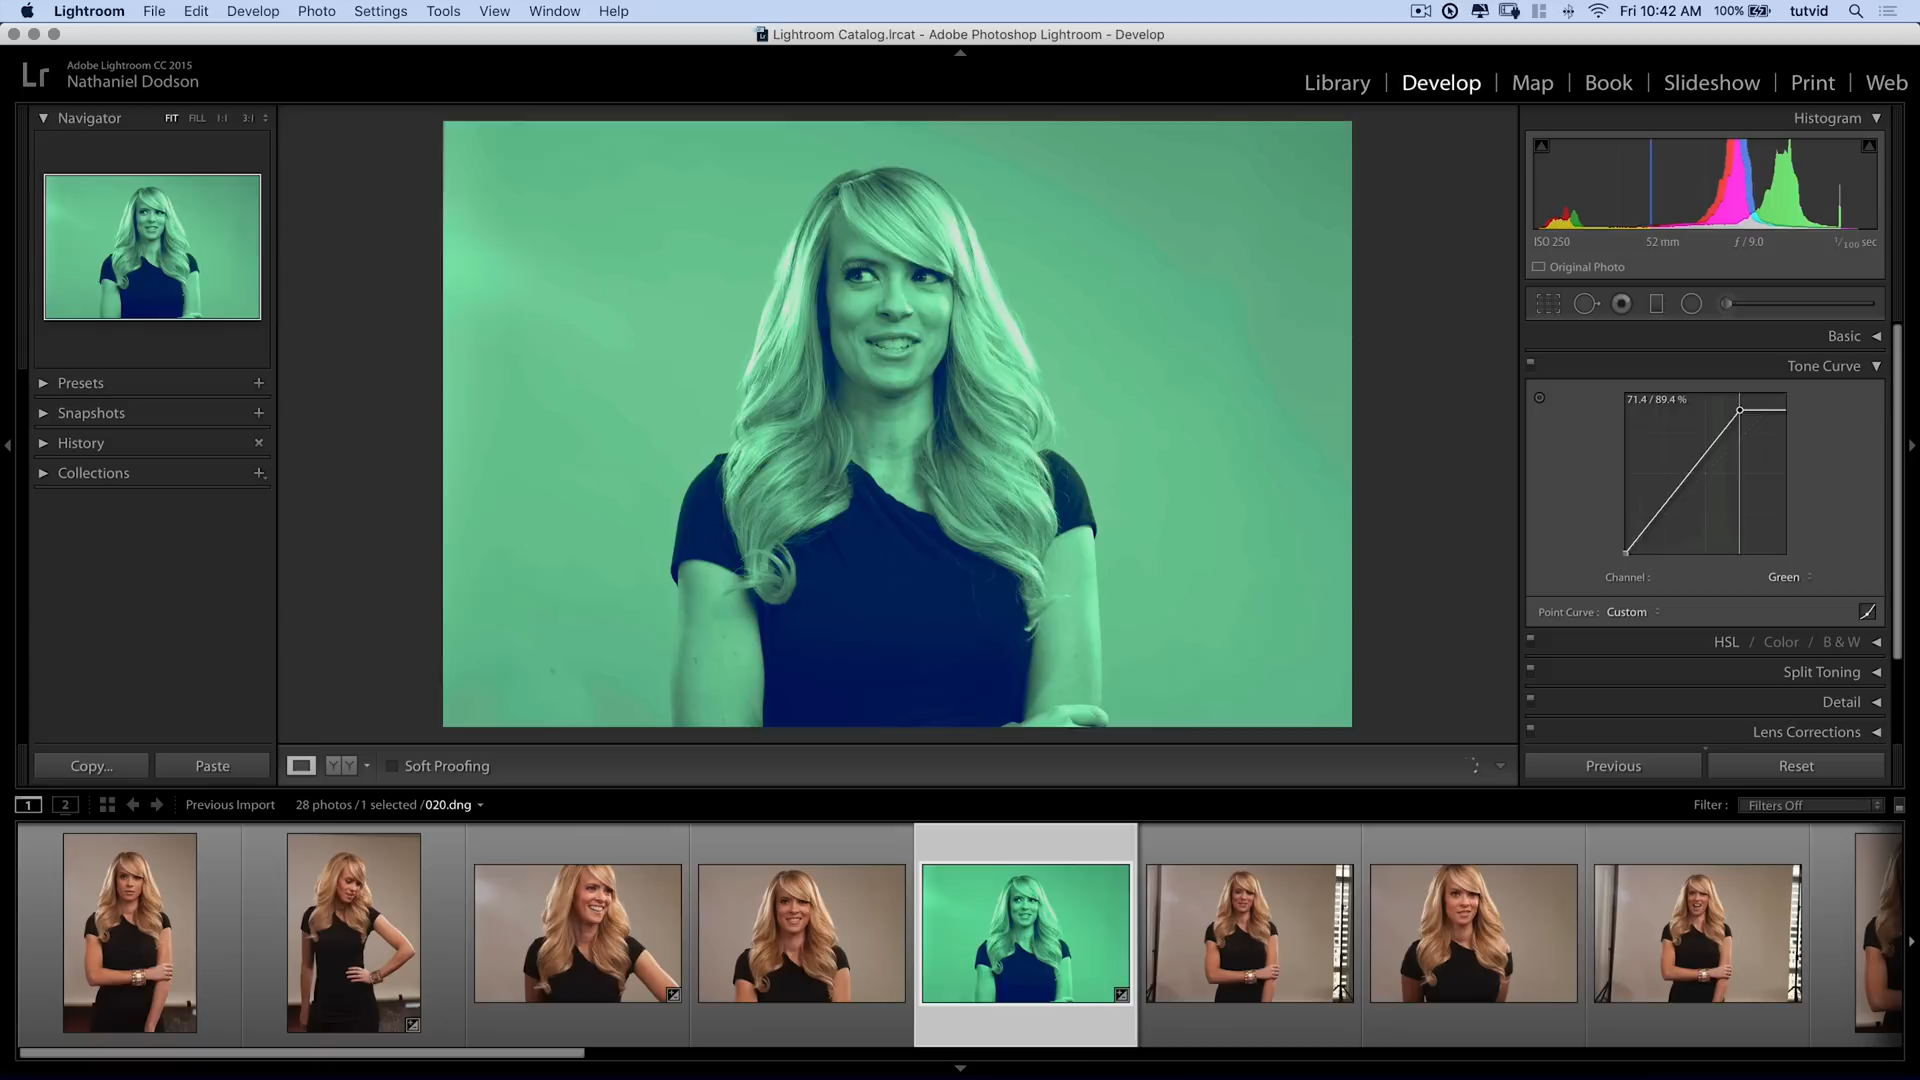 Lightroom File Edit Develop Photo Settings Tools View Window Help Fri 10:42 AM 100% tutvid
Lightroom Catalog.lrcat - Adobe Photoshop Lightroom - Develop
Lr Adobe Lightroom CC 2015
Nathaniel Dodson
Library | Develop | Map | Book | Slideshow | Print | Web
Navigator FIT FILL 1:1 3:1
Presets
Snapshots
History
Collections
Copy... Paste
Histogram
ISO 250 52 mm ƒ / 9.0 1/100 sec
Original Photo
Basic
Tone Curve
71.4 / 89.4 %
Channel : Green
Point Curve : Custom
HSL / Color / B & W
Split Toning
Detail
Lens Corrections
Previous Reset
Y Y Soft Proofing
1 2 Previous Import 28 photos / 1 selected / 020.dng Filter : Filters Off